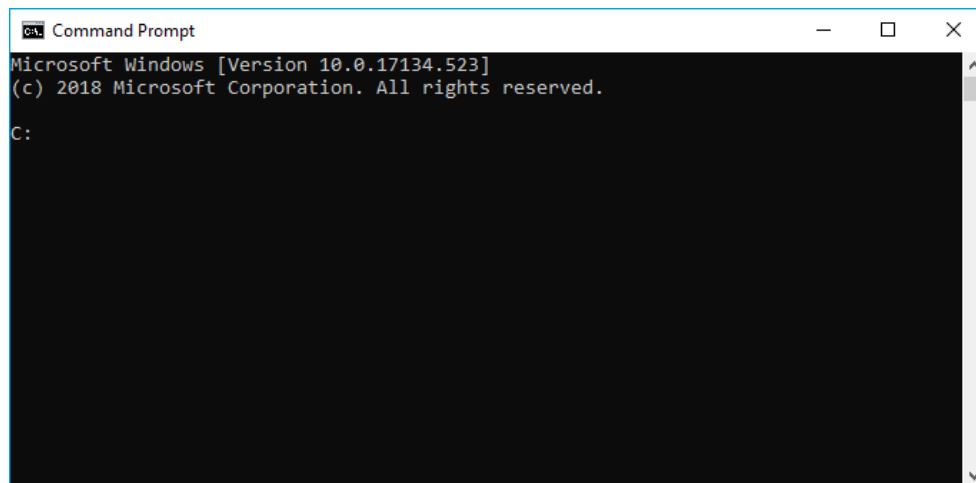 Command Prompt
Microsoft Windows [Version 10.0.17134.523]
(c) 2018 Microsoft Corporation. All rights reserved.
C: